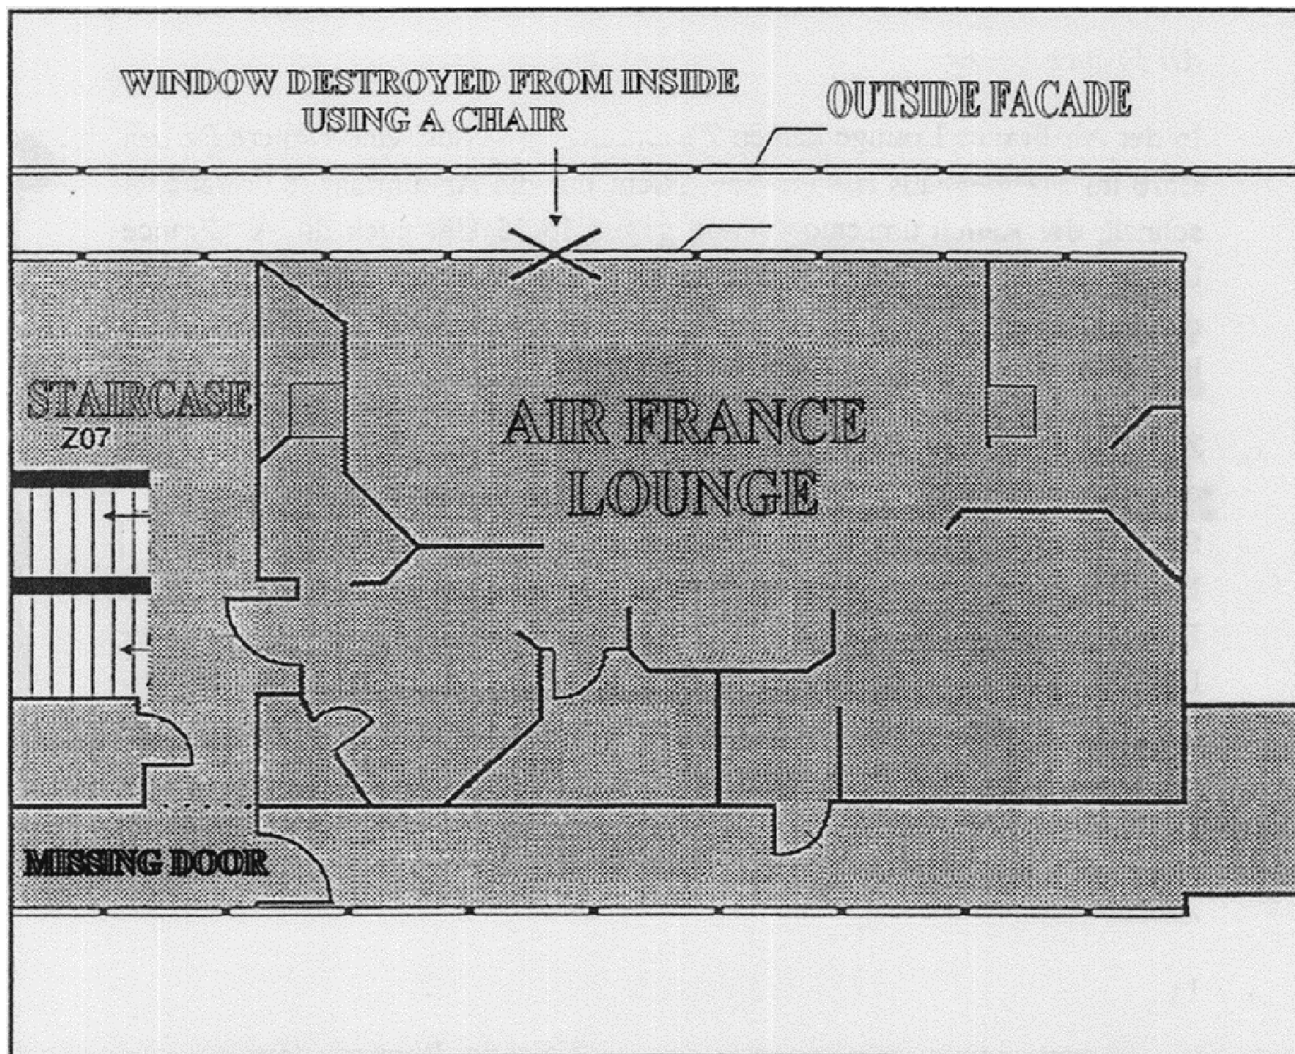 WINDOW DESTROYED FROM INSIDE
USING A CHAIR
OUTSIDE FACADE
STAIRCASE
Z07
AIR FRANCE
LOUNGE
MISSING DOOR